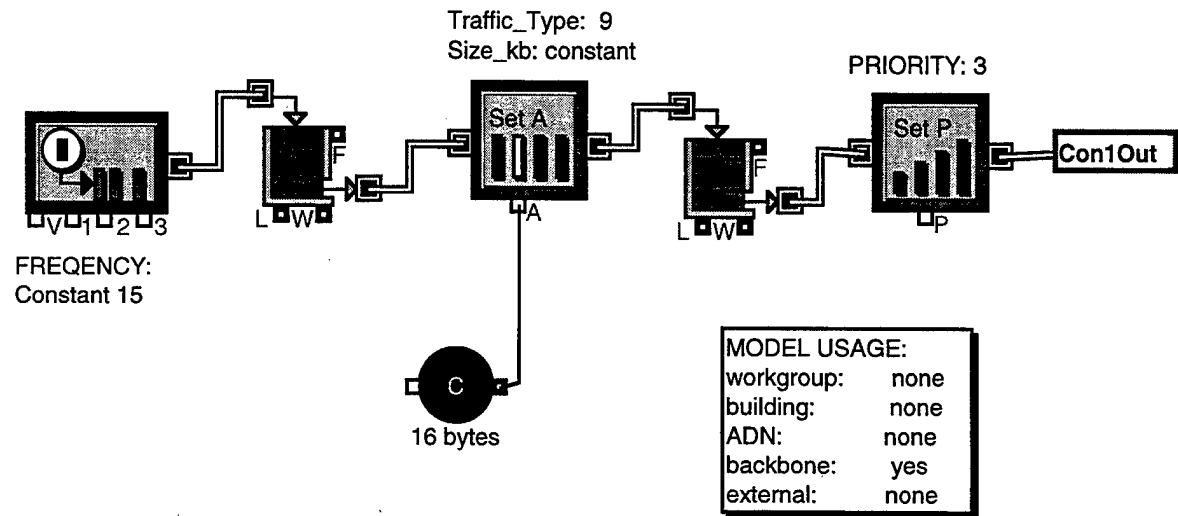 Traffic_Type: 9
Size_kb: constant
PRIORITY: 3
Set A
Set P
Con1Out
F
F
V 1 2 3
L W
A
L W
P
FREQENCY:
Constant 15
C
16 bytes
MODEL USAGE:
workgroup: none
building: none
ADN: none
backbone: yes
external: none